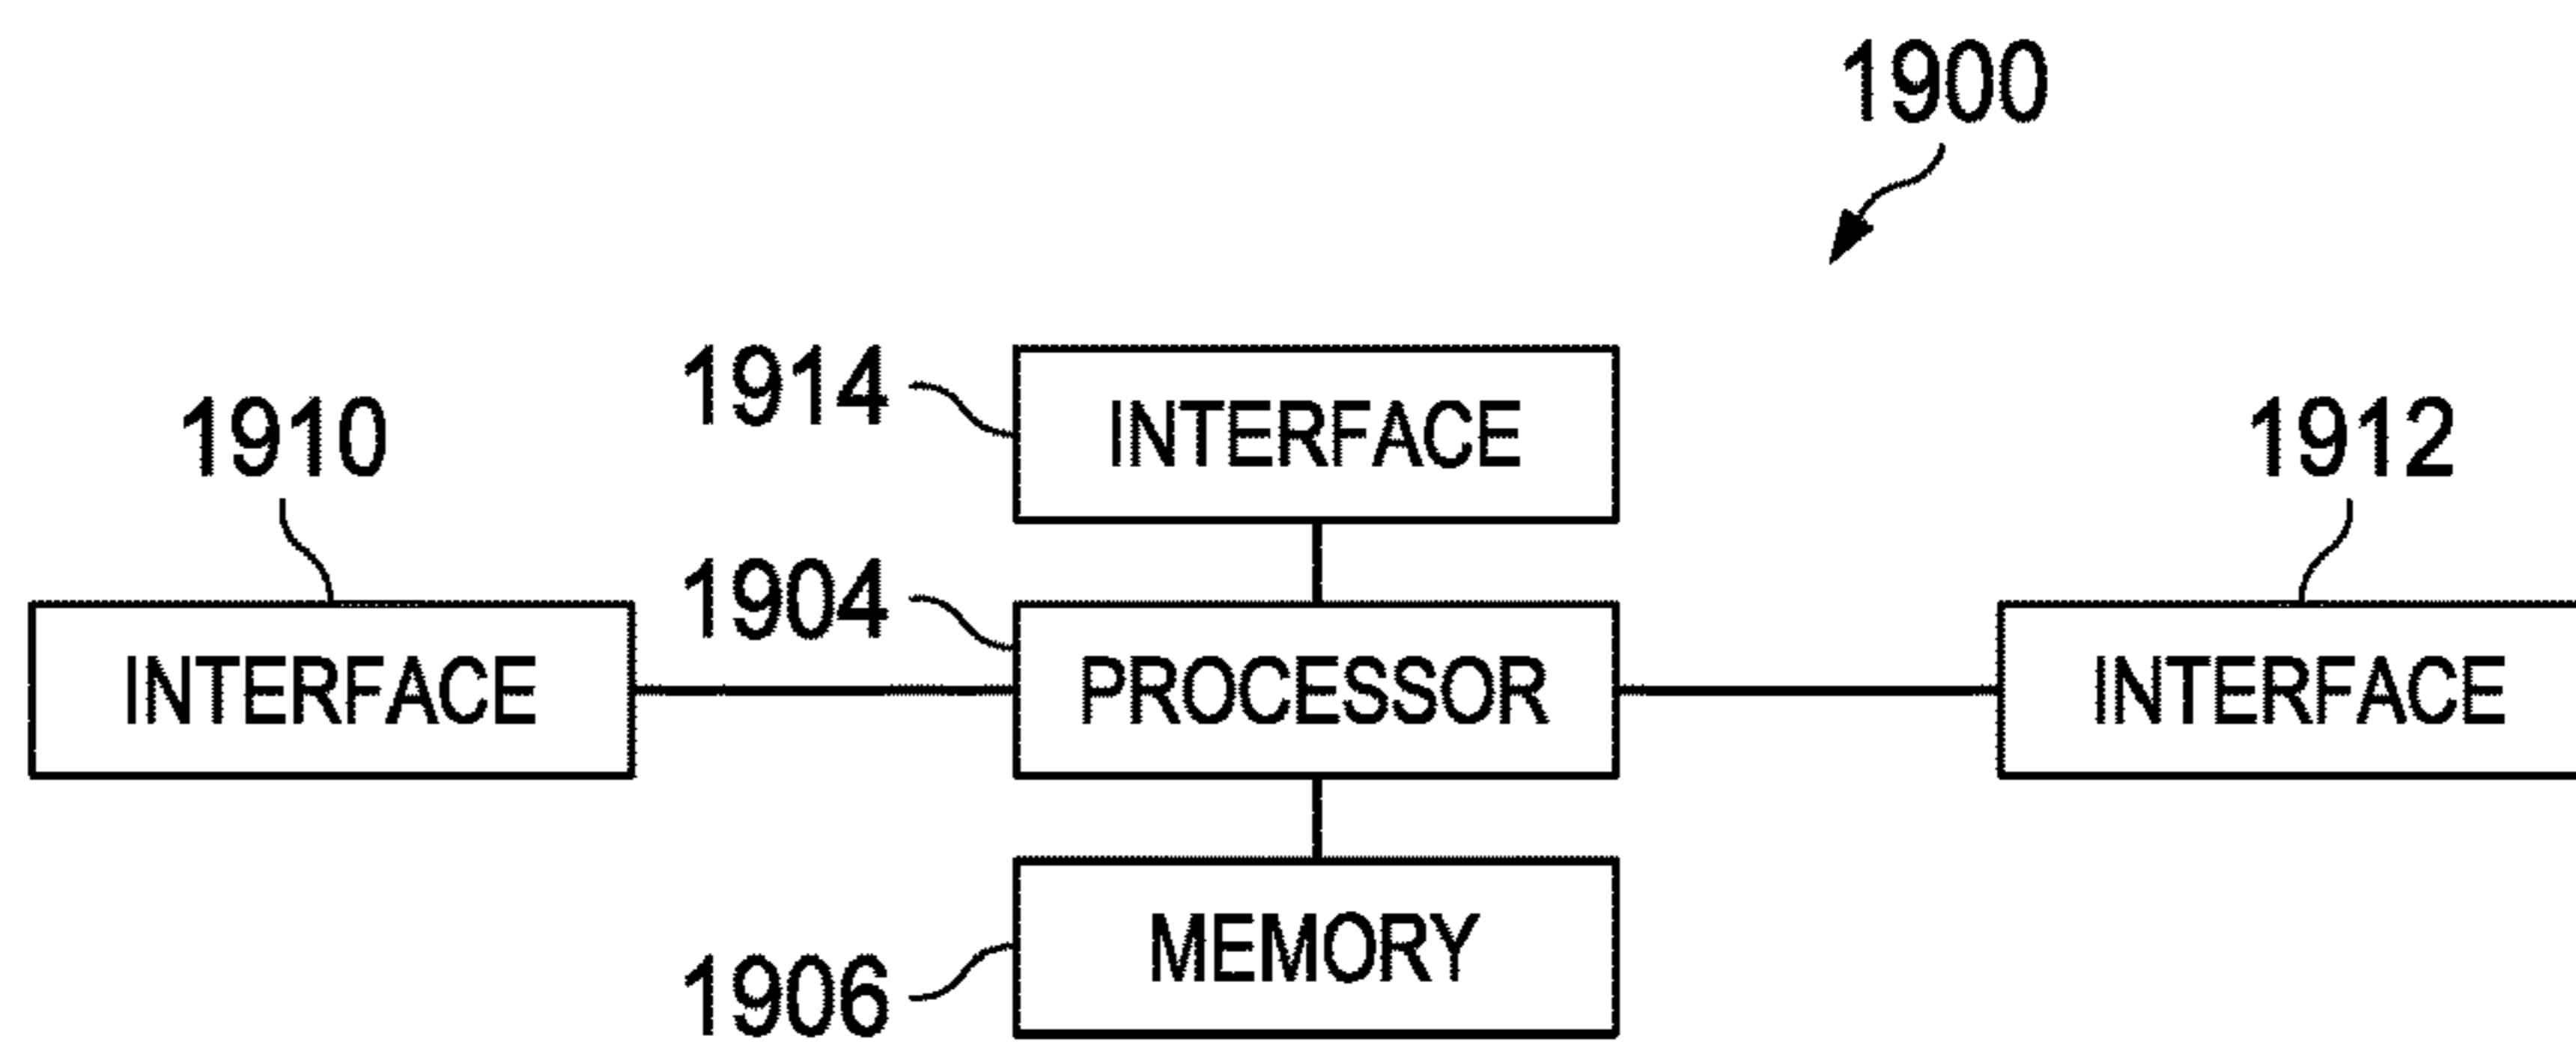 1900
1914
INTERFACE
1910
1912
1904
INTERFACE
PROCESSOR
INTERFACE
MEMORY
1906